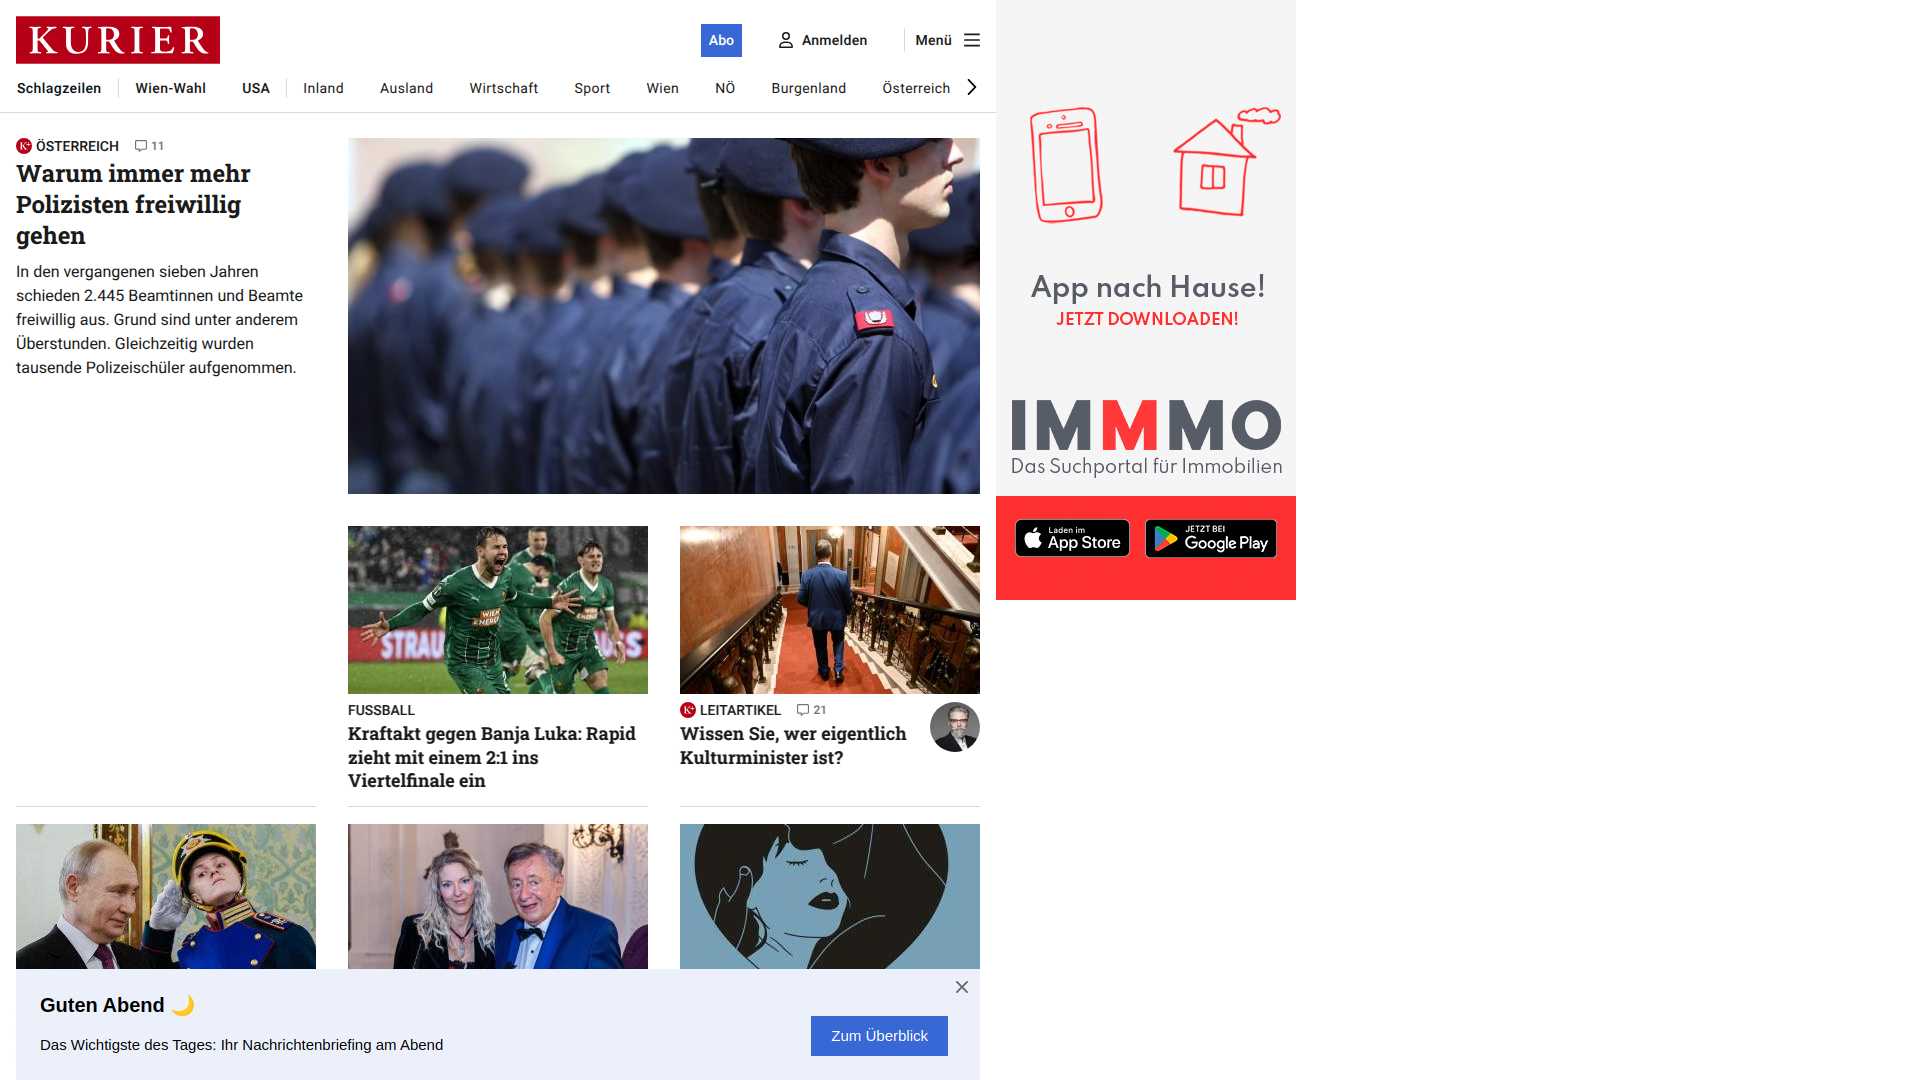 KURIER
Abo
Anmelden
Menü
Schlagzeilen
Wien-Wahl
USA
Inland
Ausland
Wirtschaft
Sport
Wien
NÖ
Burgenland
Österreich
K+ ÖSTERREICH 11
Warum immer mehr
Polizisten freiwillig
gehen
In den vergangenen sieben Jahren
schieden 2.445 Beamtinnen und Beamte
freiwillig aus. Grund sind unter anderem
Überstunden. Gleichzeitig wurden
tausende Polizeischüler aufgenommen.
WIEN
ENERGIE
STRAU
FUSSBALL
Kraftakt gegen Banja Luka: Rapid
zieht mit einem 2:1 ins
Viertelfinale ein
K+ LEITARTIKEL 21
Wissen Sie, wer eigentlich
Kulturminister ist?
Guten Abend 🌙
Das Wichtigste des Tages: Ihr Nachrichtenbriefing am Abend
Zum Überblick
App nach Hause!
JETZT DOWNLOADEN!
IMMMO
Das Suchportal für Immobilien
Laden im
App Store
JETZT BEI
Google Play